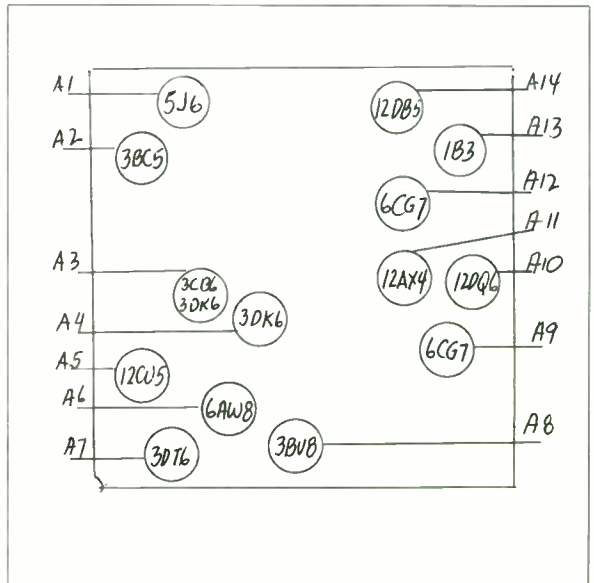 A1
5J6
12DB5
A14
A2
3BC5
1B3
A13
6CG7
A12
A11
A3
3CB6
3DK6
12AX4
12DQ6
A10
A4
3DK6
6CG7
A9
A5
12CU5
A6
6AW8
A7
3DT6
3BU8
A8